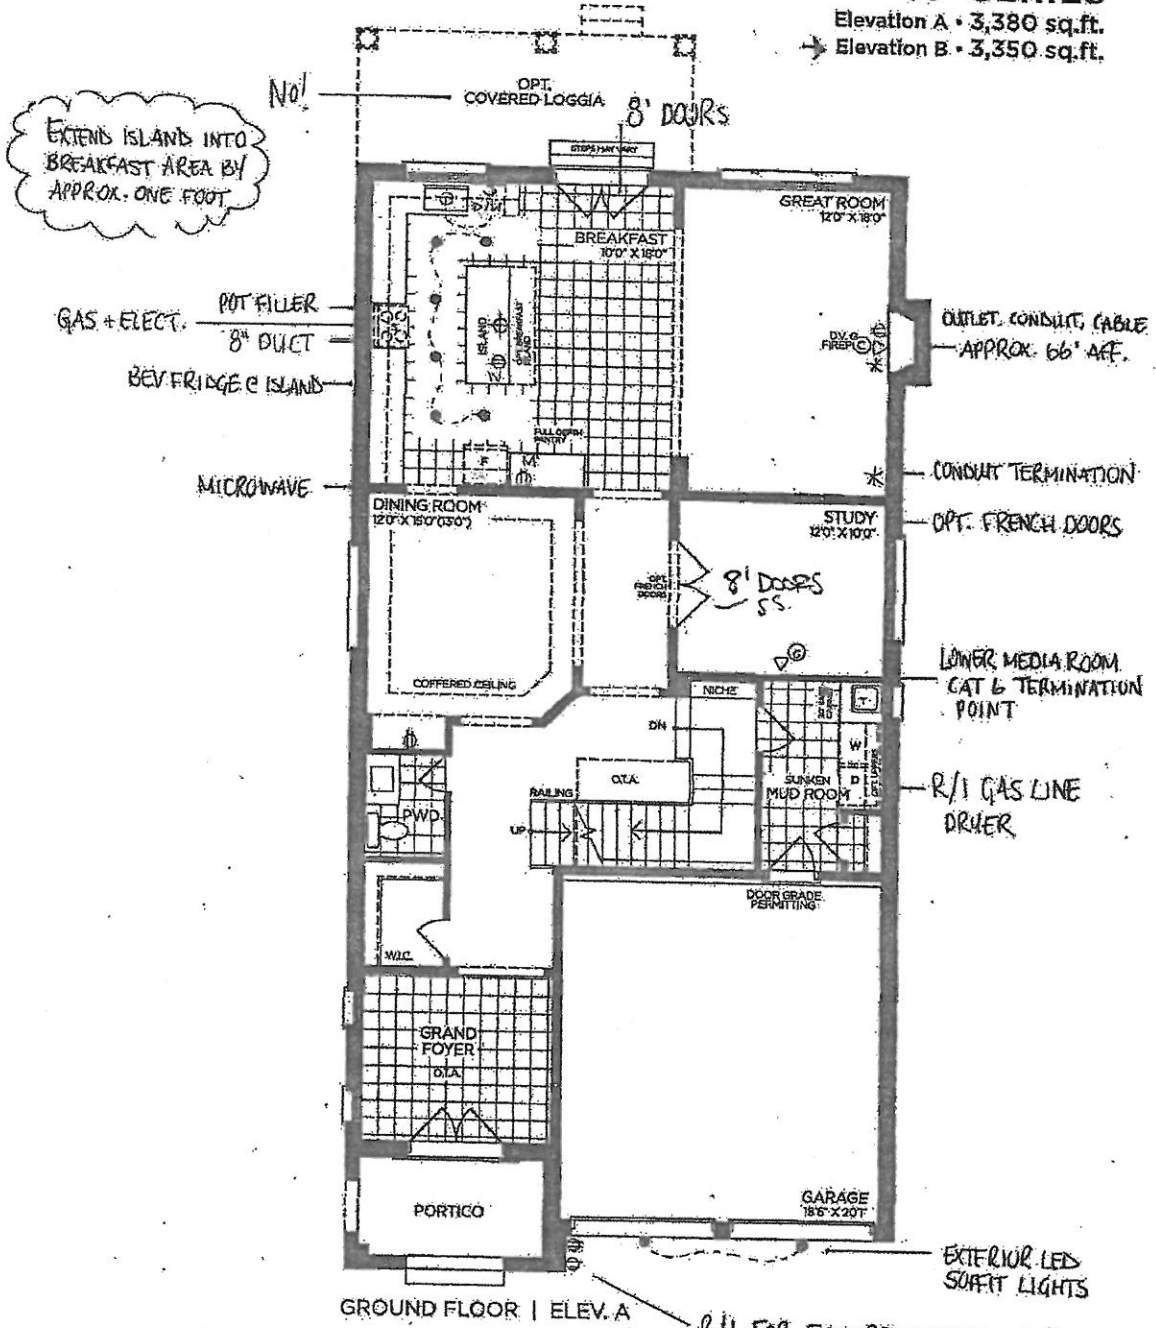 Elevation A • 3,380 sq.ft.
Elevation B • 3,350 sq.ft.
NO!
OPT.
COVERED LOGGIA
8' DOORS
EXTEND ISLAND INTO
BREAKFAST AREA BY
APPROX. ONE FOOT
STEPS MAY VARY
GREAT ROOM
12'0" X 18'0"
BREAKFAST
10'0" X 18'0"
POT FILLER
GAS + ELECT.
8" DUCT
BEV FRIDGE @ ISLAND
ISLAND
OPT. BREAKFAST
ISLAND
D.V.G.
FIREP
C
OUTLET, CONDUIT, CABLE
APPROX. 66" AFF.
FULL DEPTH
PANTRY
F
M
MICROWAVE
CONDUIT TERMINATION
DINING ROOM
STUDY
12'0" X 10'0"
OPT. FRENCH DOORS
OPT.
FRENCH
DOORS
8' DOORS
SS.
COFFERED CEILING
LOWER MEDIA ROOM
CAT 6 TERMINATION
POINT
NICHE
DN
T
W
D
O.T.A.
SUNKEN
MUD ROOM
R/I GAS LINE
DRYER
RAILING
UP
PWD.
DOOR GRADE
PERMITTING
W.I.C.
GRAND
FOYER
O.T.A.
PORTICO
GARAGE
18'6" X 20'1"
EXTERIOR LED
SOFFIT LIGHTS
GROUND FLOOR | ELEV. A